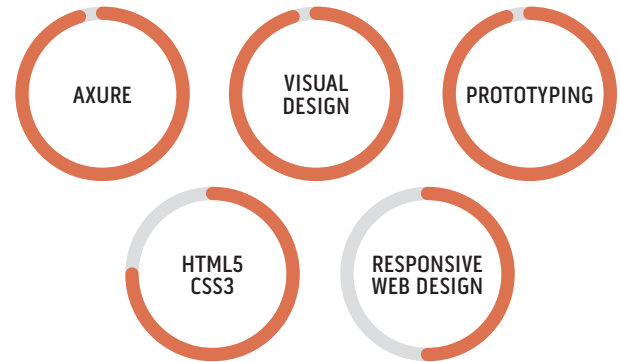 AXURE
VISUAL
DESIGN
PROTOTYPING
HTML5
CSS3
RESPONSIVE
WEB DESIGN